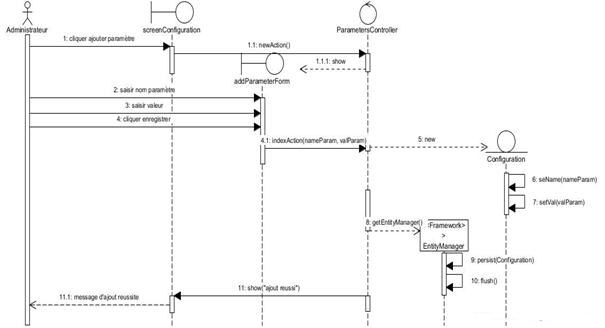 Administrateur
screenConfiguration
ParametersController
1: cliquer ajouter paramètre
1.1: newAction()
1.1.1: show
addParameterForm
2: saisir nom paramètre
3: saisir valeur
4: cliquer enregistrer
4.1: indexAction(nameParam, valParam)
5: new
Configuration
6: seName(nameParam)
7: setVal(valParam)
8: getEntityManager()
:Framework>
>
EntityManager
9: persist(Configuration)
10: flush()
11: show("ajout reussi")
11.1: message d'ajout reussite